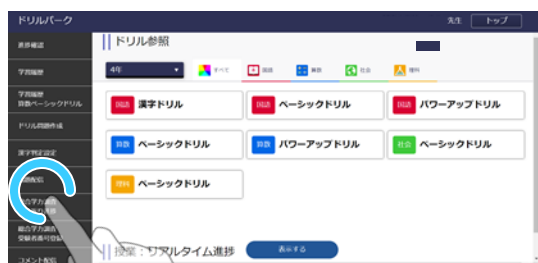 ドリルパーク
先生 トップ
進捗確認
ドリル参照
学習履歴
4年 すべて 国語 算数 社会 理科
学習履歴
算数ベーシックドリル
国語 漢字ドリル 国語 ベーシックドリル 国語 パワーアップドリル
ドリル問題作成
漢字判定設定
算数 ベーシックドリル 算数 パワーアップドリル 社会 ベーシックドリル
理科 ベーシックドリル
総合学力調査
受験者番号登録
授業：リアルタイム進捗 表示する
コメント配信